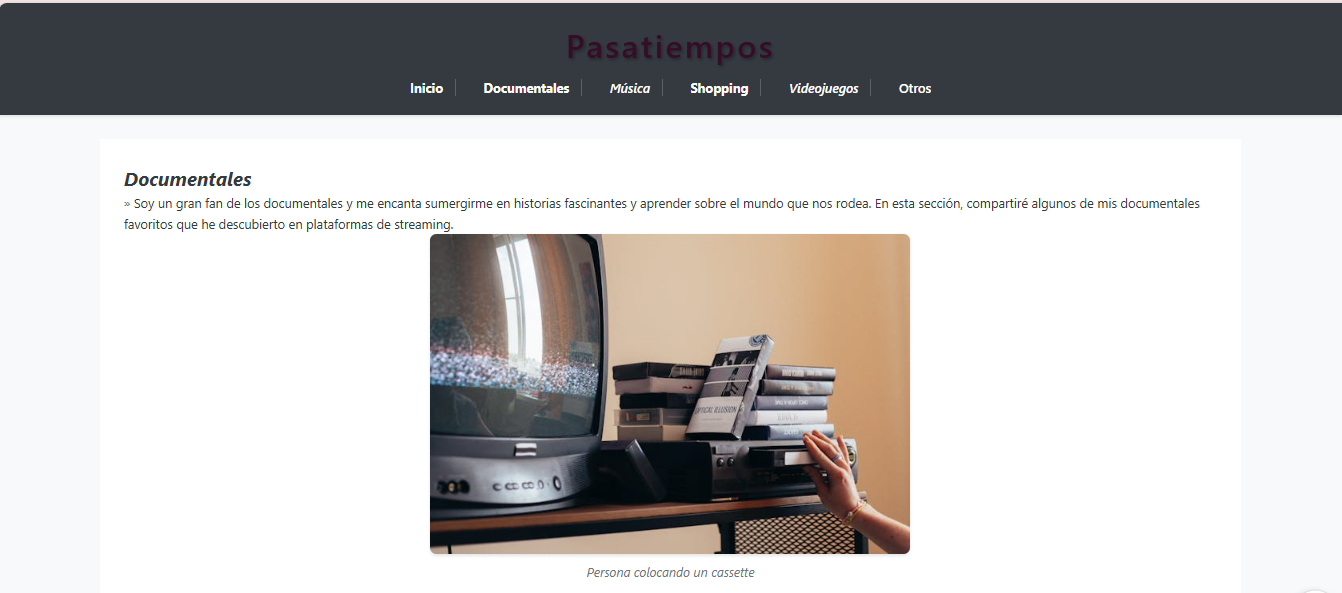 Pasatiempos
Inicio
Documentales
Música
Shopping
Videojuegos
Otros
Documentales
» Soy un gran fan de los documentales y me encanta sumergirme en historias fascinantes y aprender sobre el mundo que nos rodea. En esta sección, compartiré algunos de mis documentales
favoritos que he descubierto en plataformas de streaming.
OPTICAL ILLUSION
Persona colocando un cassette